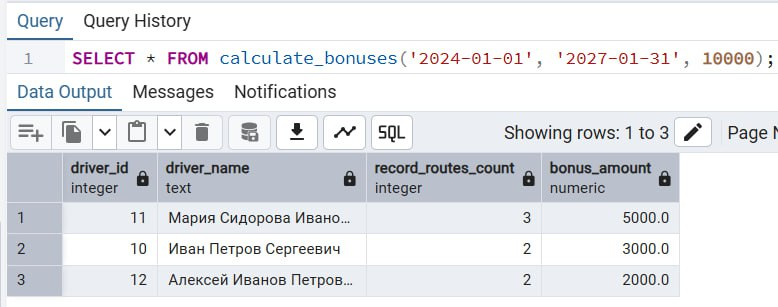 Query Query History
1 SELECT * FROM calculate_bonuses('2024-01-01', '2027-01-31', 10000);
Data Output Messages Notifications
SQL Showing rows: 1 to 3 Page N
driver_id driver_name record_routes_count bonus_amount
integer text integer numeric
1 11 Мария Сидорова Ивано... 3 5000.0
2 10 Иван Петров Сергеевич 2 3000.0
3 12 Алексей Иванов Петров... 2 2000.0